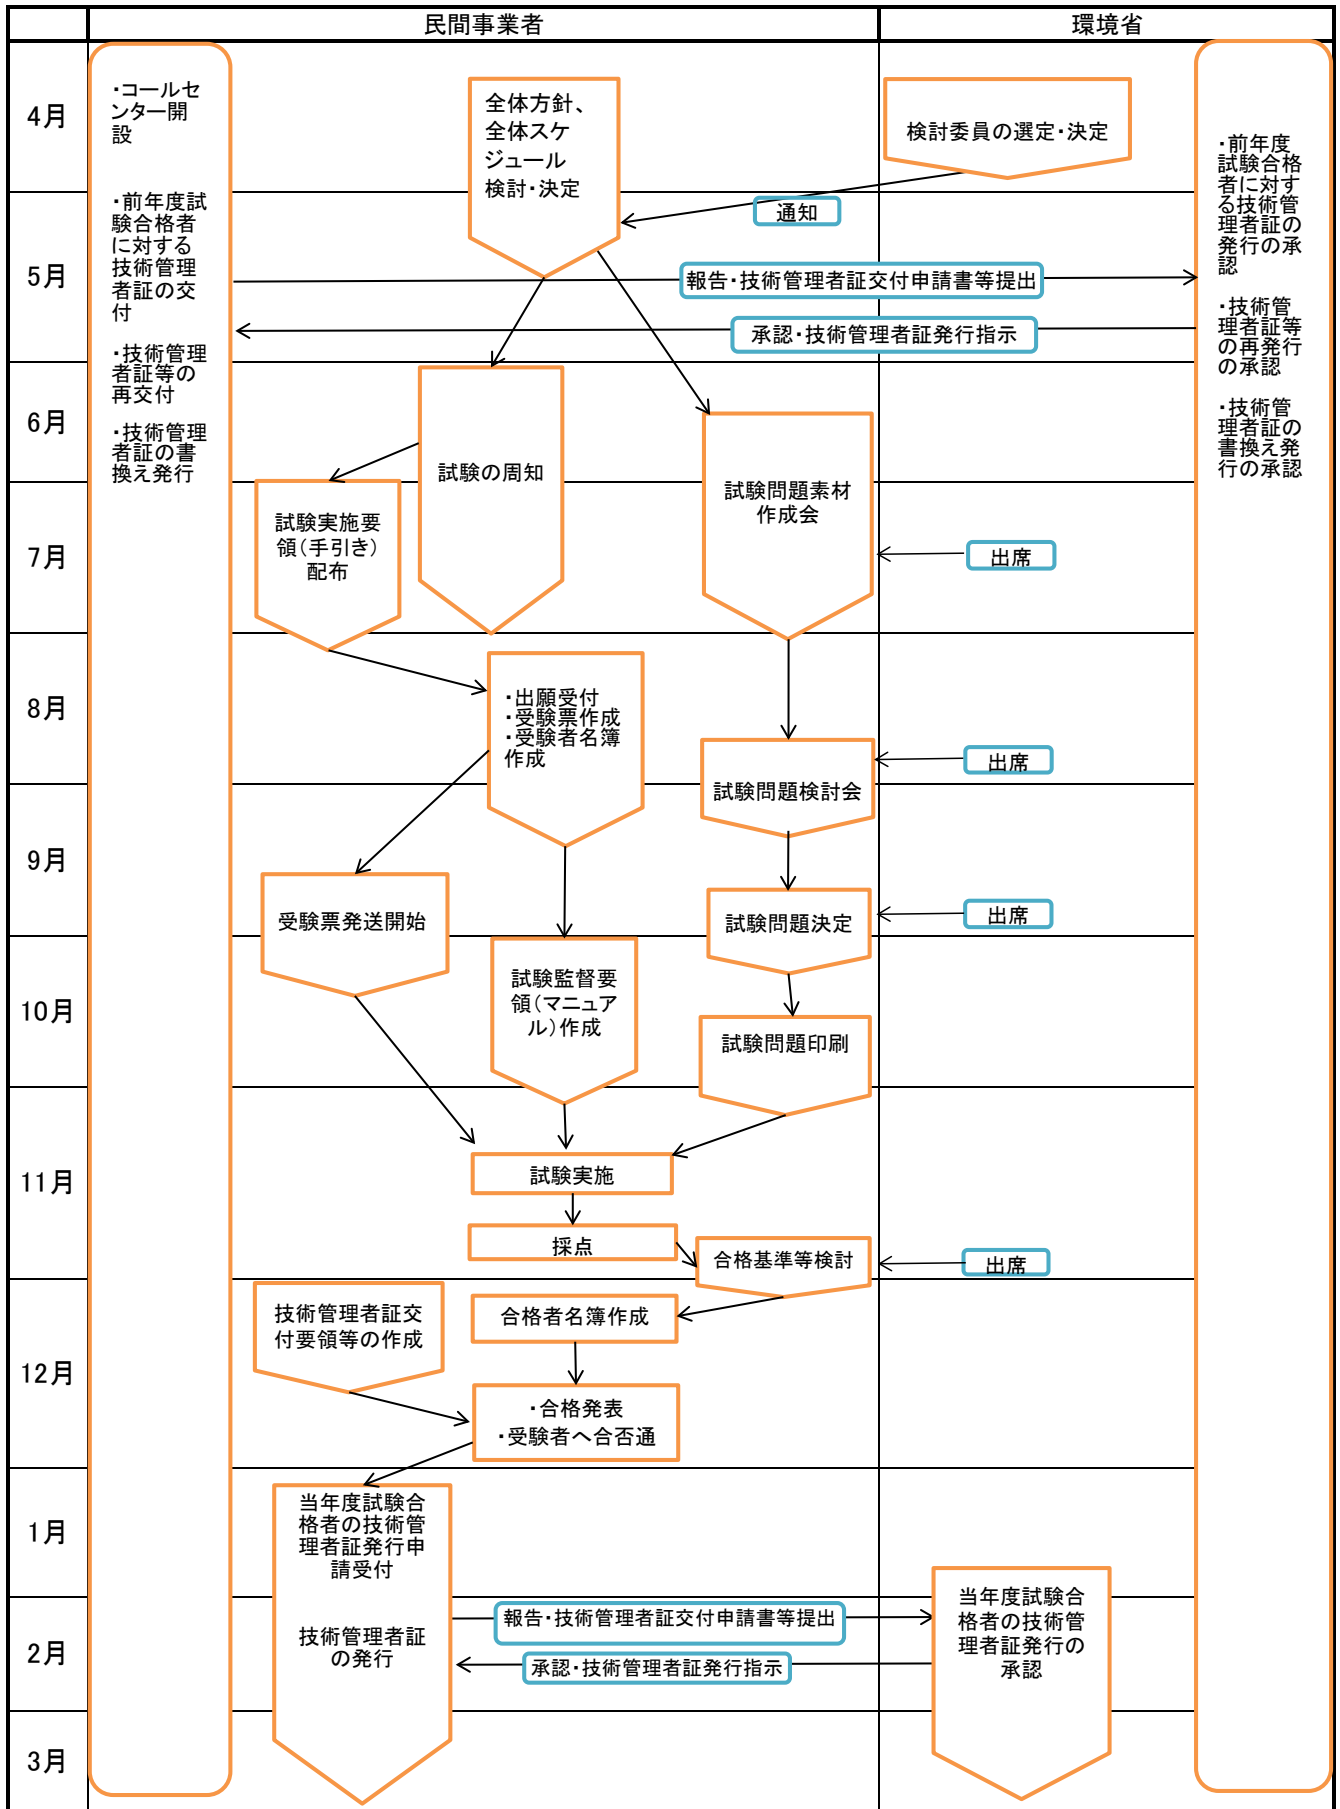 民間事業者
環境省
4月
・コールセ
ンター開
設
全体方針、
全体スケ
ジュール
検討・決定
検討委員の選定・決定
・前年度
試験合格
者に対す
る技術管
理者証の
発行の承
認
・技術管
理者証等
の再発行
の承認
・技術管
理者証の
書換え発
行の承認
・前年度試
験合格者
に対する
技術管理
者証の交
付
・技術管理
者証等の
再交付
・技術管理
者証の書
換え発行
通知
5月
報告・技術管理者証交付申請書等提出
承認・技術管理者証発行指示
6月
試験の周知
試験問題素材
作成会
7月
試験実施要
領（手引き）
配布
出席
8月
・出願受付
・受験票作成
・受験者名簿
作成
試験問題検討会
出席
9月
受験票発送開始
試験問題決定
出席
10月
試験監督要
領（マニュア
ル）作成
試験問題印刷
11月
試験実施
採点
合格基準等検討
出席
12月
技術管理者証交
付要領等の作成
合格者名簿作成
・合格発表
・受験者へ合否通
1月
当年度試験合
格者の技術管
理者証発行申
請受付
2月
技術管理者証
の発行
報告・技術管理者証交付申請書等提出
承認・技術管理者証発行指示
当年度試験合
格者の技術管
理者証発行の
承認
3月